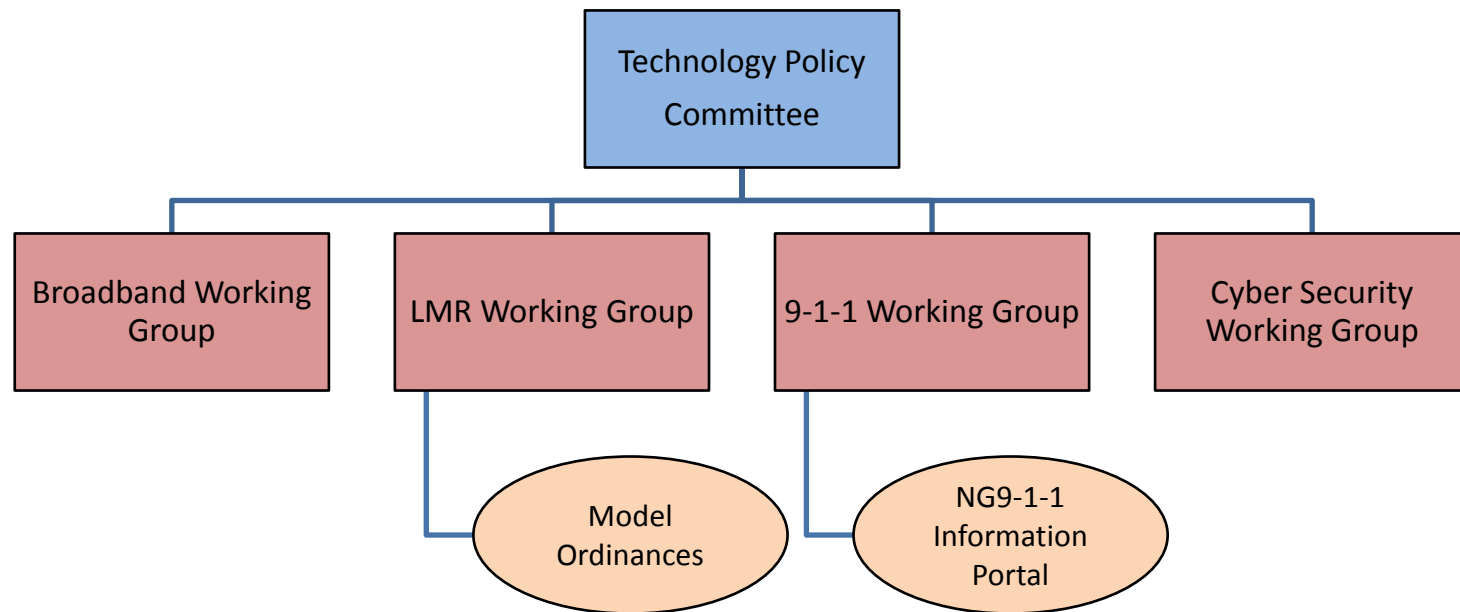 Technology Policy
Committee
Broadband Working
Group
LMR Working Group
9-1-1 Working Group
Cyber Security
Working Group
Model
Ordinances
NG9-1-1
Information
Portal